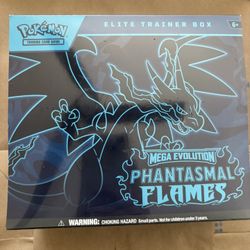 POKÉMON
TRADING CARD GAME
ELITE TRAINER BOX
6+
MEGA EVOLUTION
PHANTASMAL
FLAMES
⚠ WARNING: CHOKING HAZARD Small parts. Not for children under 3 years.